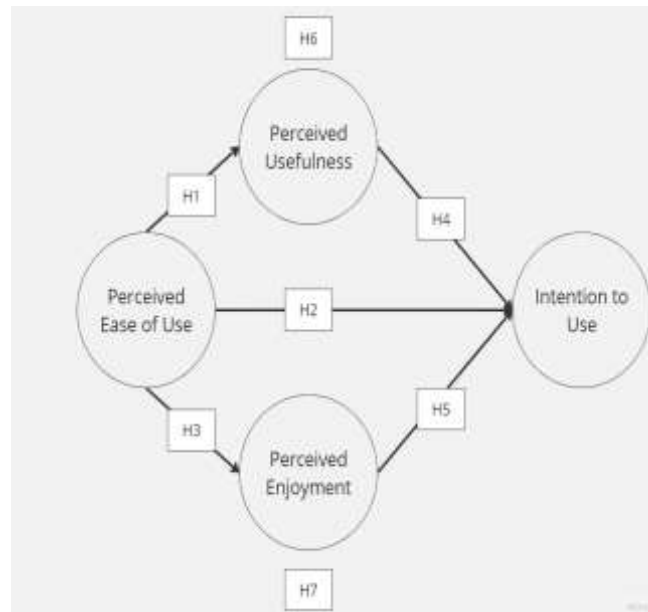 H6
Perceived
Usefulness
H1
H4
Perceived
Ease of Use
H2
Intention to
Use
H3
H5
Perceived
Enjoyment
H7